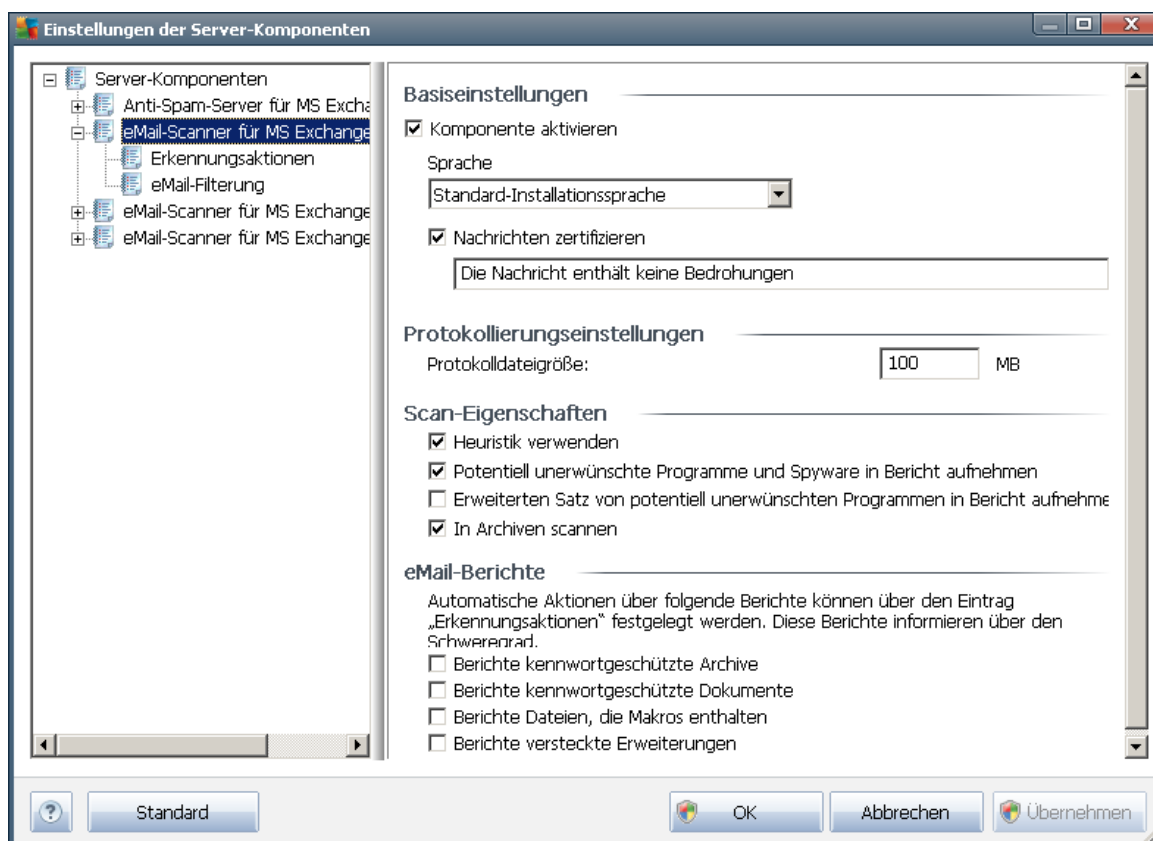 Einstellungen der Server-Komponenten
Server-Komponenten
Anti-Spam-Server für MS Excha
eMail-Scanner für MS Exchange
Erkennungsaktionen
eMail-Filterung
eMail-Scanner für MS Exchange
eMail-Scanner für MS Exchange
Basiseinstellungen
Komponente aktivieren
Sprache
Standard-Installationssprache
Nachrichten zertifizieren
Die Nachricht enthält keine Bedrohungen
Protokollierungseinstellungen
Protokolldateigröße: 100 MB
Scan-Eigenschaften
Heuristik verwenden
Potentiell unerwünschte Programme und Spyware in Bericht aufnehmen
Erweiterten Satz von potentiell unerwünschten Programmen in Bericht aufnehme
In Archiven scannen
eMail-Berichte
Automatische Aktionen über folgende Berichte können über den Eintrag
„Erkennungsaktionen“ festgelegt werden. Diese Berichte informieren über den
Schweregrad.
Berichte kennwortgeschützte Archive
Berichte kennwortgeschützte Dokumente
Berichte Dateien, die Makros enthalten
Berichte versteckte Erweiterungen
? Standard OK Abbrechen Übernehmen